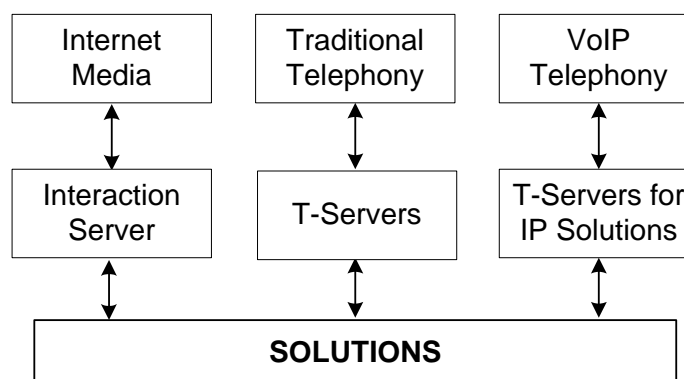 Internet
Media
Traditional
Telephony
VoIP
Telephony
Interaction
Server
T-Servers
T-Servers for
IP Solutions
SOLUTIONS